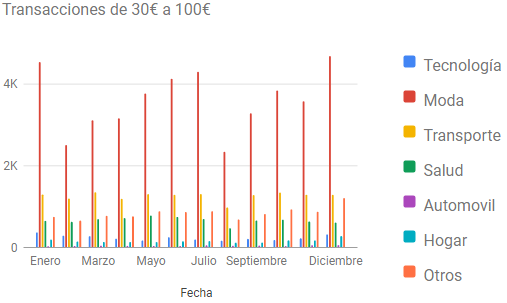 Transacciones de 30€ a 100€
4K
2K
0
Enero
Marzo
Mayo
Julio
Septiembre
Diciembre
Fecha
Tecnología
Moda
Transporte
Salud
Automovil
Hogar
Otros